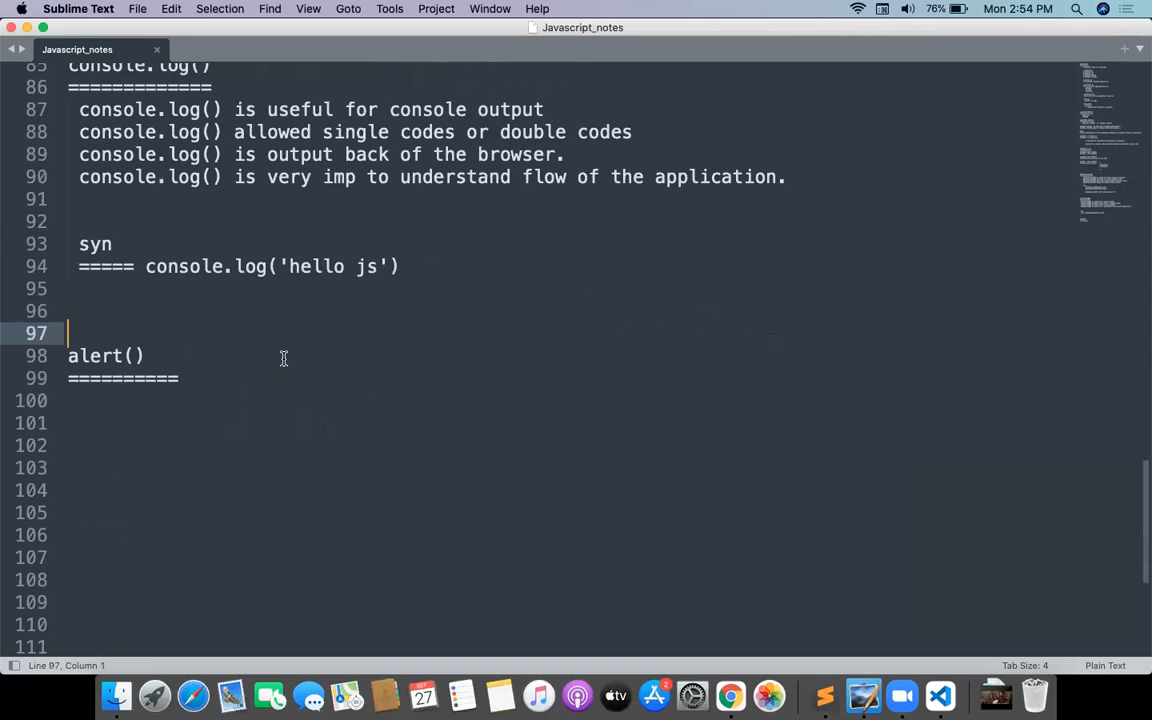 Sublime Text File Edit Selection Find View Goto Tools Project Window Help 76% Mon 2:54 PM
Javascript_notes
Javascript_notes
85 console.log()
86 =============
87 console.log() is useful for console output
88 console.log() allowed single codes or double codes
89 console.log() is output back of the browser.
90 console.log() is very imp to understand flow of the application.
91
92
93 syn
94 ===== console.log('hello js')
95
96
97
98 alert()
99 ==========
100
101
102
103
104
105
106
107
108
109
110
111
Line 97, Column 1 Tab Size: 4 Plain Text
SEP 27 tv 2